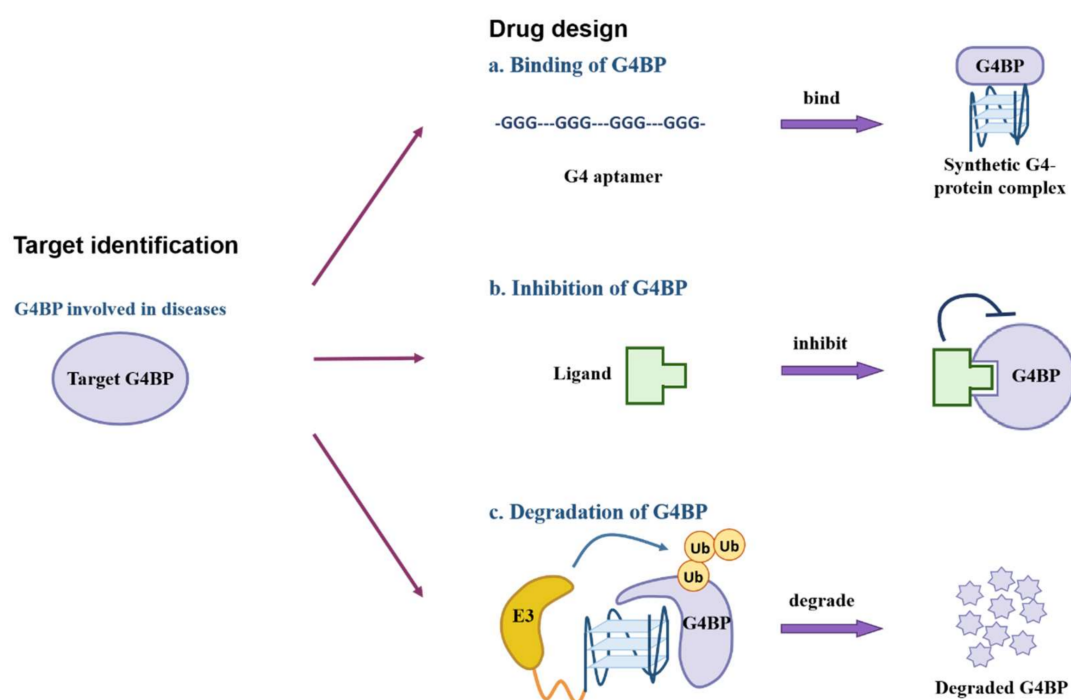 Drug design
a. Binding of G4BP
-GGG---GGG---GGG---GGG-
G4 aptamer
bind
G4BP
Synthetic G4-
protein complex
Target identification
G4BP involved in diseases
Target G4BP
b. Inhibition of G4BP
Ligand
inhibit
G4BP
c. Degradation of G4BP
Ub
Ub
Ub
E3
G4BP
degrade
Degraded G4BP